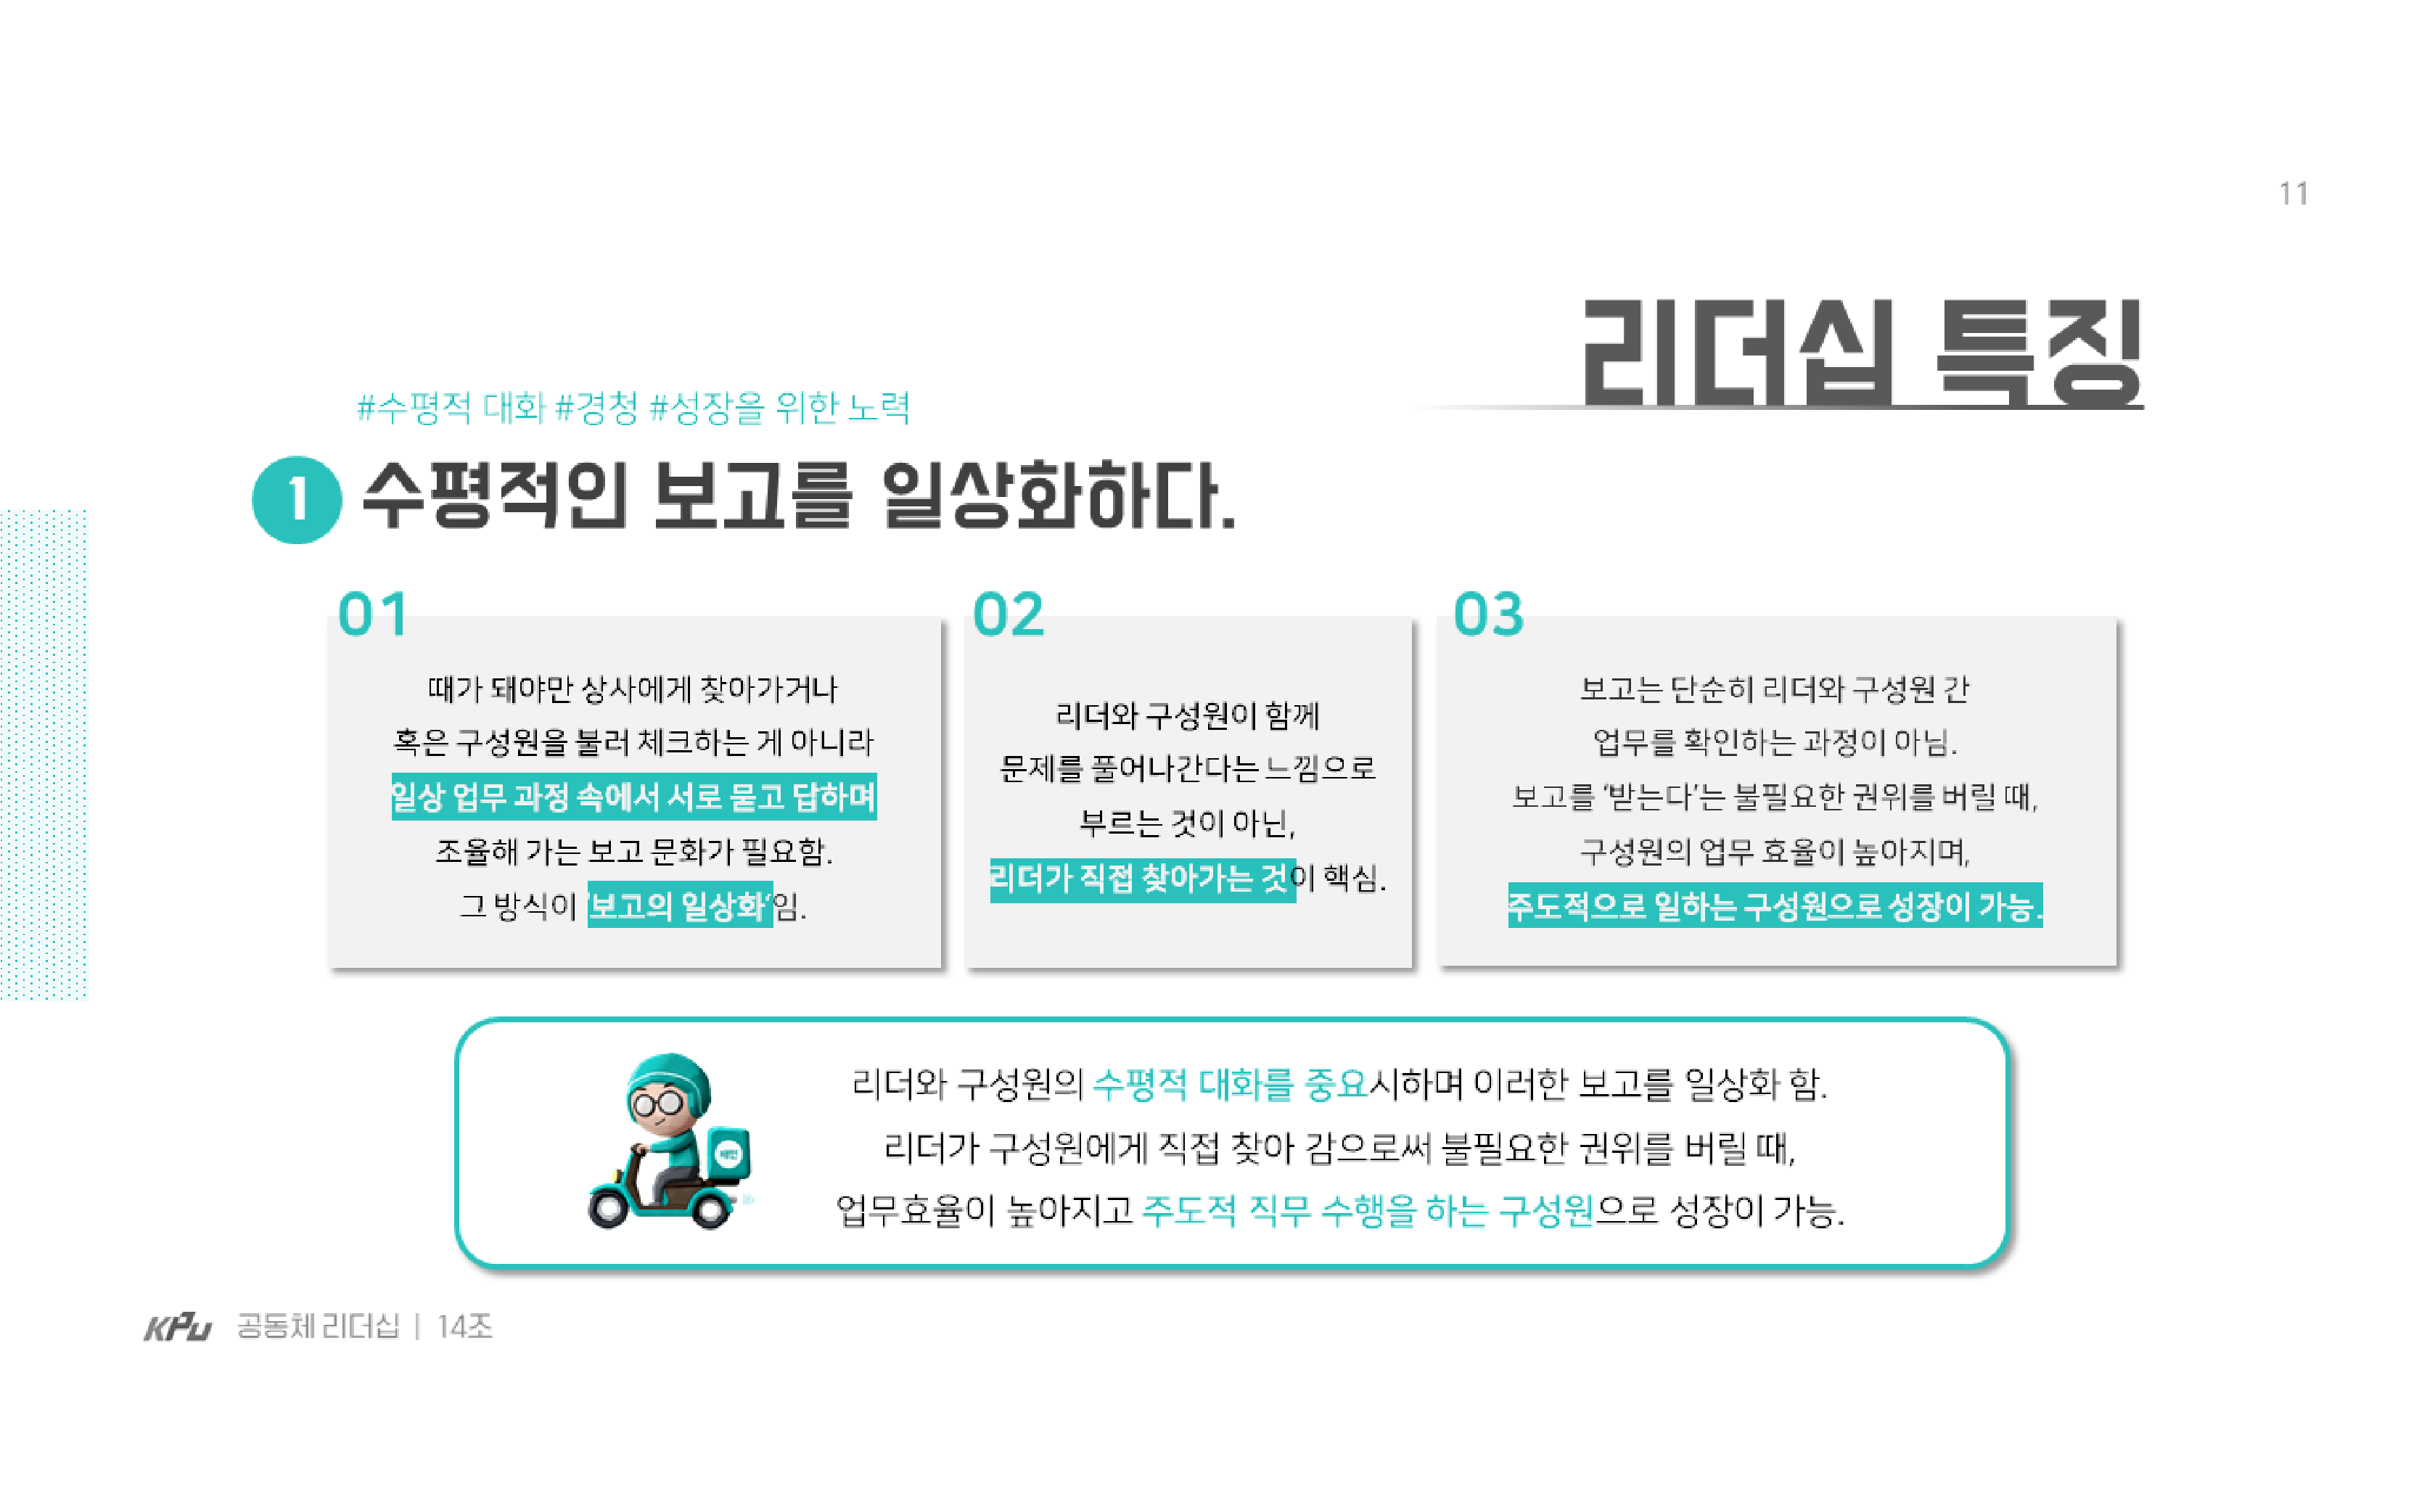 11
리더십 특징
#수평적 대화 #경청 #성장을 위한 노력
1 수평적인 보고를 일상화하다.
01
때가 돼야만 상사에게 찾아가거나
혹은 구성원을 불러 체크하는 게 아니라
일상 업무 과정 속에서 서로 묻고 답하며
조율해 가는 보고 문화가 필요함.
그 방식이 '보고의 일상화'임.
02
리더와 구성원이 함께
문제를 풀어나간다는 느낌으로
부르는 것이 아닌,
리더가 직접 찾아가는 것이 핵심.
03
보고는 단순히 리더와 구성원 간
업무를 확인하는 과정이 아님.
보고를 '받는다'는 불필요한 권위를 버릴 때,
구성원의 업무 효율이 높아지며,
주도적으로 일하는 구성원으로 성장이 가능.
리더와 구성원의 수평적 대화를 중요시하며 이러한 보고를 일상화 함.
리더가 구성원에게 직접 찾아 감으로써 불필요한 권위를 버릴 때,
업무효율이 높아지고 주도적 직무 수행을 하는 구성원으로 성장이 가능.
KPU 공동체 리더십 | 14조